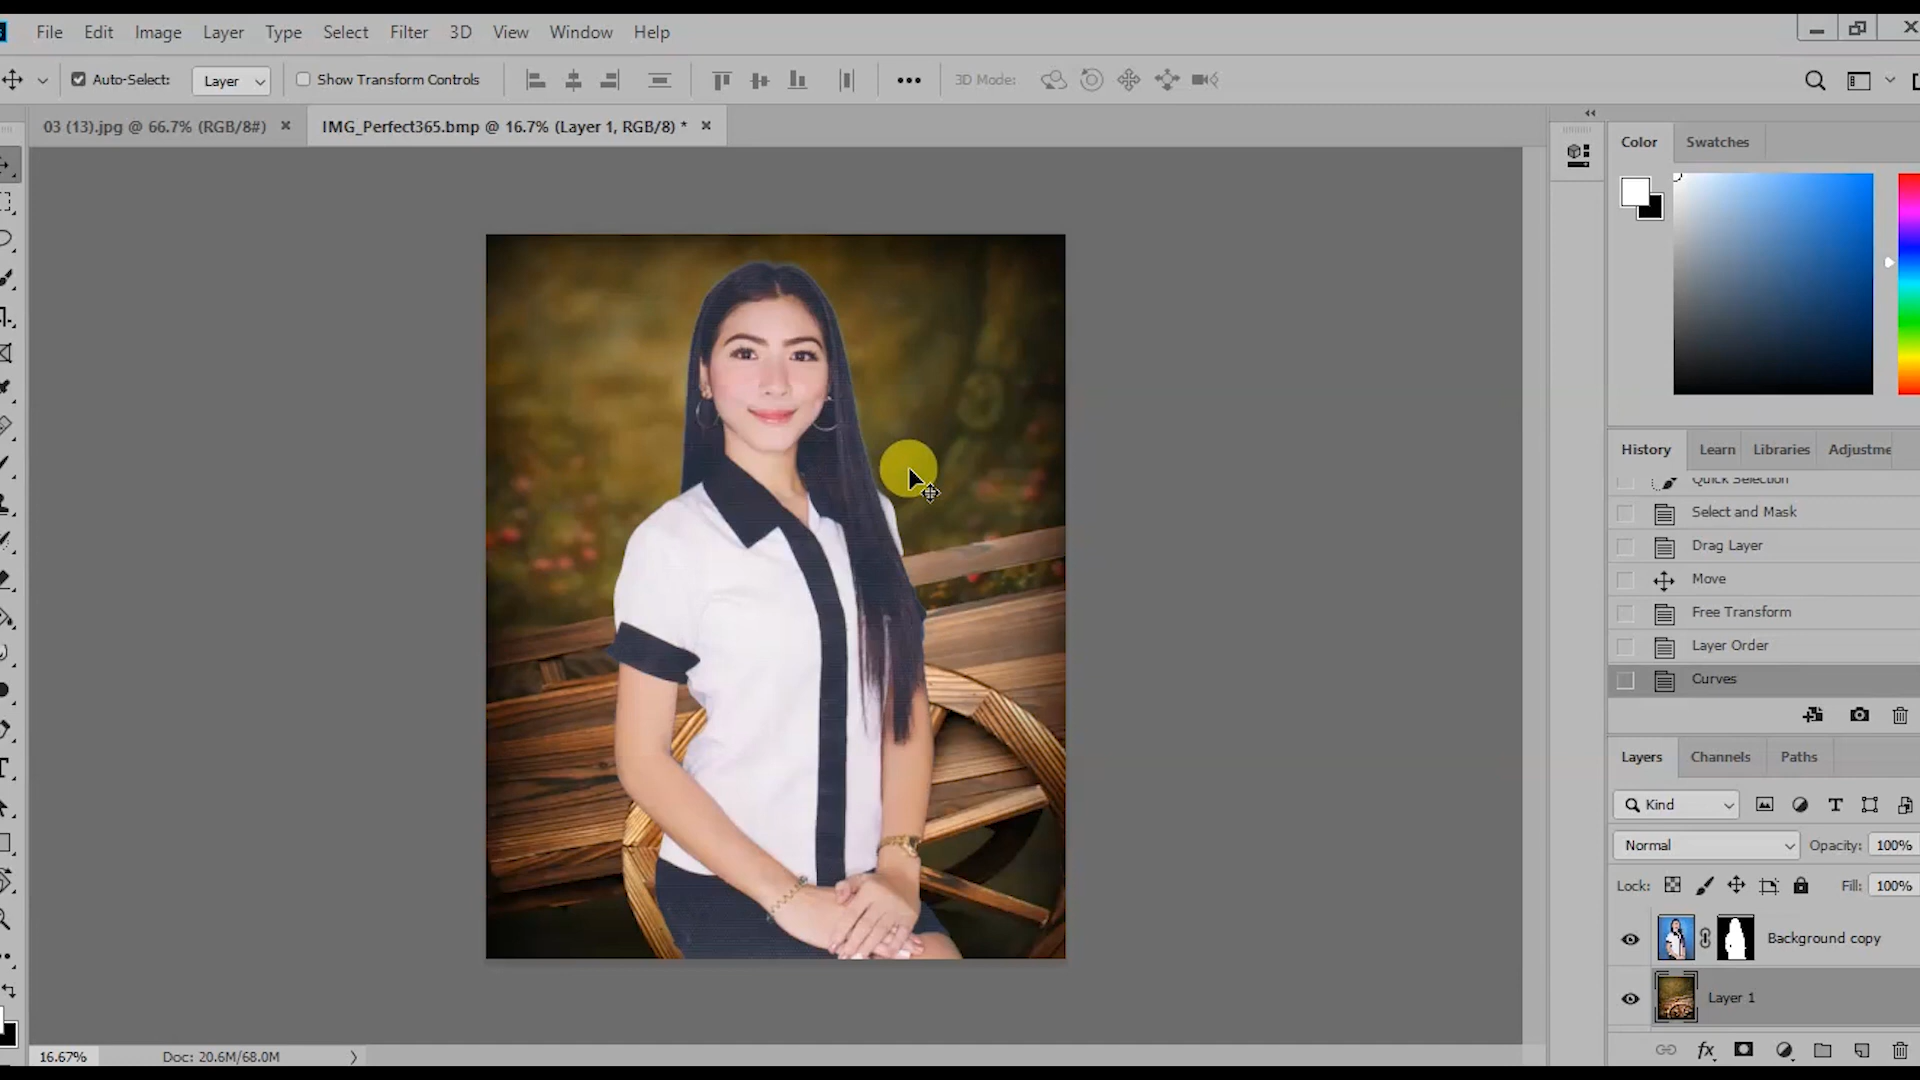 File Edit Image Layer Type Select Filter 3D View Window Help
Auto-Select: Layer Show Transform Controls 3D Mode:
03 (13).jpg @ 66.7% (RGB/8#) IMG_Perfect365.bmp @ 16.7% (Layer 1, RGB/8) *
Color Swatches
History Learn Libraries Adjustme
Quick Selection
Select and Mask
Drag Layer
Move
Free Transform
Layer Order
Curves
Layers Channels Paths
Kind
Normal Opacity: 100%
Lock: Fill: 100%
Background copy
Layer 1
16.67% Doc: 20.6M/68.0M